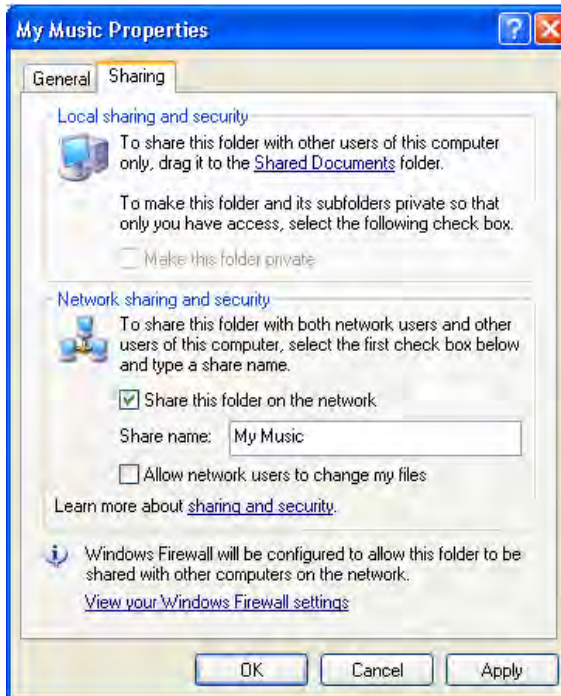 My Music Properties
General Sharing
Local sharing and security
To share this folder with other users of this computer
only, drag it to the Shared Documents folder.
To make this folder and its subfolders private so that
only you have access, select the following check box.
Make this folder private
Network sharing and security
To share this folder with both network users and other
users of this computer, select the first check box below
and type a share name.
Share this folder on the network
Share name: My Music
Allow network users to change my files
Learn more about sharing and security.
Windows Firewall will be configured to allow this folder to be
shared with other computers on the network.
View your Windows Firewall settings
OK Cancel Apply